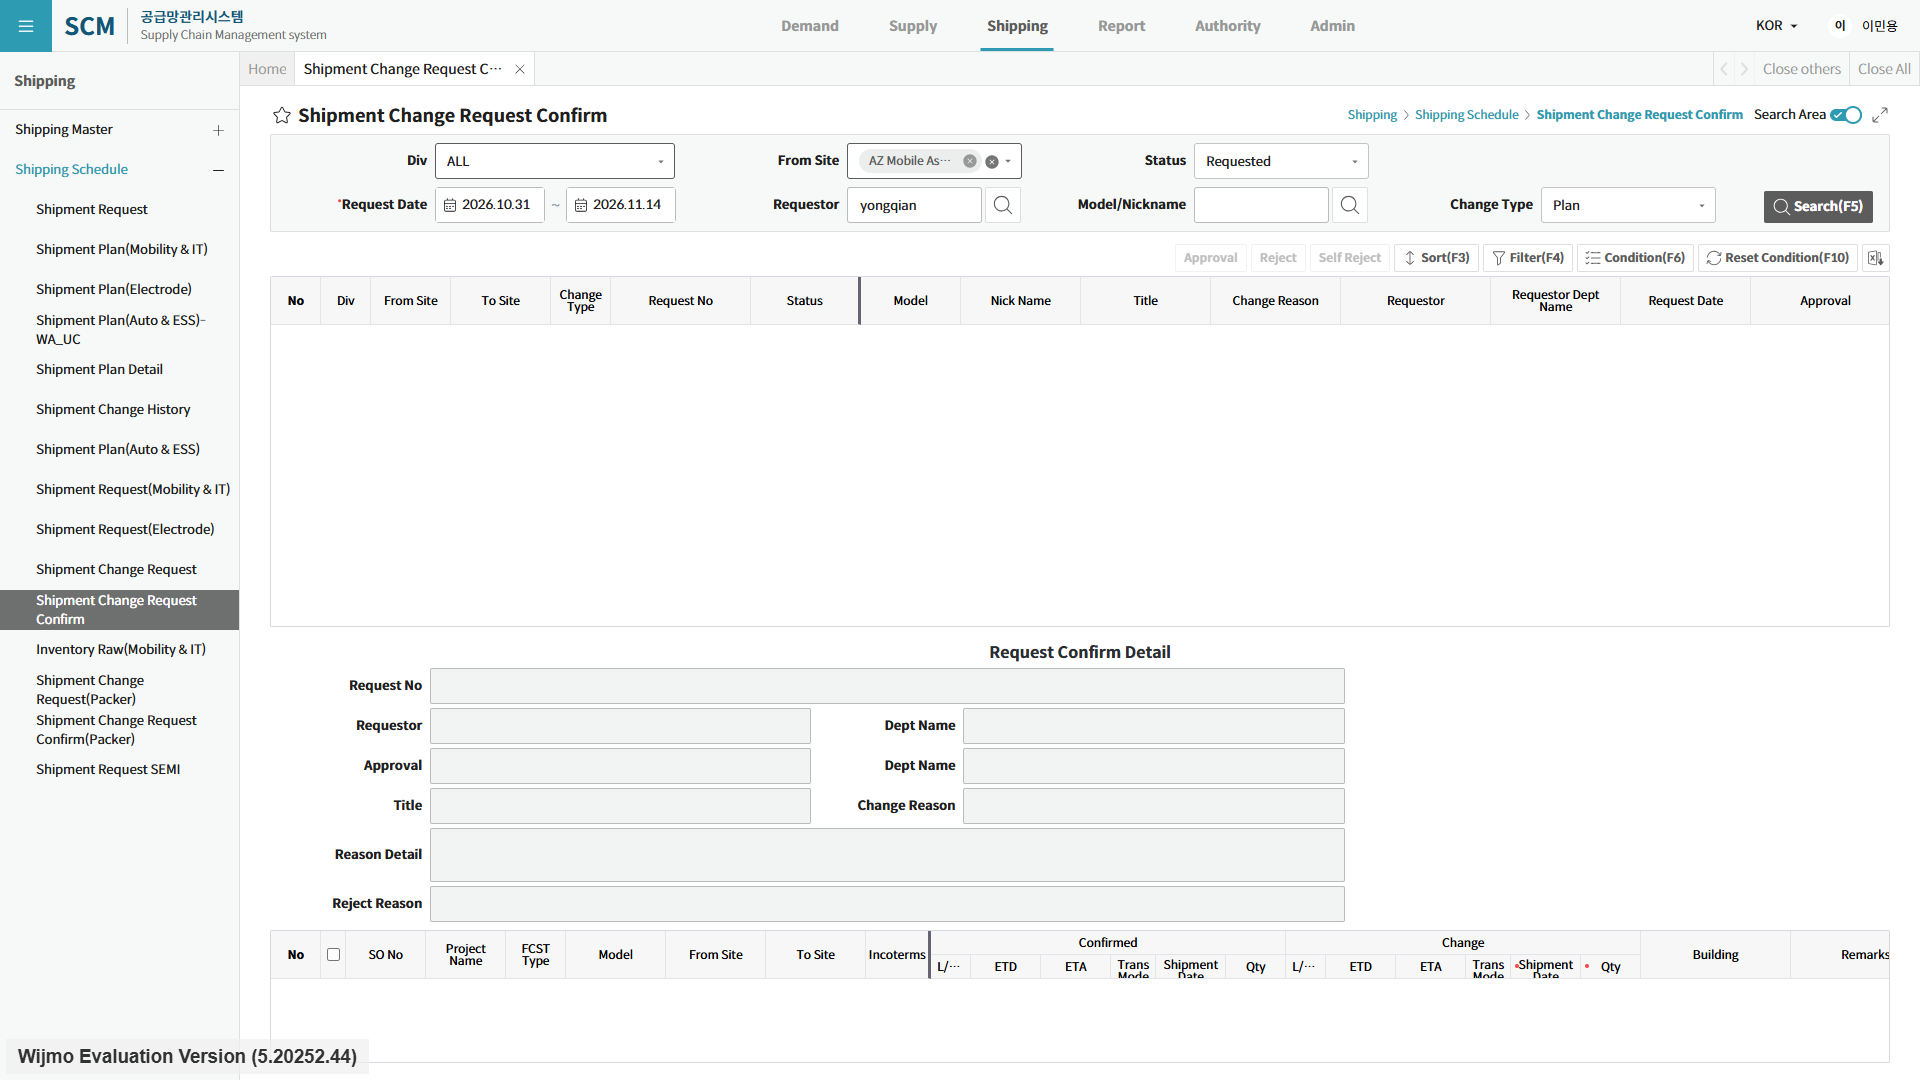 SCM
공급망관리시스템
Supply Chain Management system
Demand
Supply
Shipping
Report
Authority
Admin
KOR
이
이민용
Shipping
Home
Shipment Change Request C···
Close others
Close All
Shipping Master
Shipping Schedule
Shipment Request
Shipment Plan(Mobility & IT)
Shipment Plan(Electrode)
Shipment Plan(Auto & ESS)-
WA_UC
Shipment Plan Detail
Shipment Change History
Shipment Plan(Auto & ESS)
Shipment Request(Mobility & IT)
Shipment Request(Electrode)
Shipment Change Request
Shipment Change Request
Confirm
Inventory Raw(Mobility & IT)
Shipment Change
Request(Packer)
Shipment Change Request
Confirm(Packer)
Shipment Request SEMI
Shipment Change Request Confirm
Shipping > Shipping Schedule > Shipment Change Request Confirm
Search Area
Div
ALL
From Site
AZ Mobile As···
Status
Requested
*Request Date
2026.10.31 ~ 2026.11.14
Requestor
yongqian
Model/Nickname
Change Type
Plan
Search(F5)
Approval
Reject
Self Reject
Sort(F3)
Filter(F4)
Condition(F6)
Reset Condition(F10)
No
Div
From Site
To Site
Change
Type
Request No
Status
Model
Nick Name
Title
Change Reason
Requestor
Requestor Dept
Name
Request Date
Approval
Request Confirm Detail
Request No
Requestor
Dept Name
Approval
Dept Name
Title
Change Reason
Reason Detail
Reject Reason
No
SO No
Project
Name
FCST
Type
Model
From Site
To Site
Incoterms
Confirmed
L/···
ETD
ETA
Trans
Mode
Shipment
Date
Qty
Change
L/···
ETD
ETA
Trans
Mode
Shipment
Date
Qty
Building
Remarks
Wijmo Evaluation Version (5.20252.44)